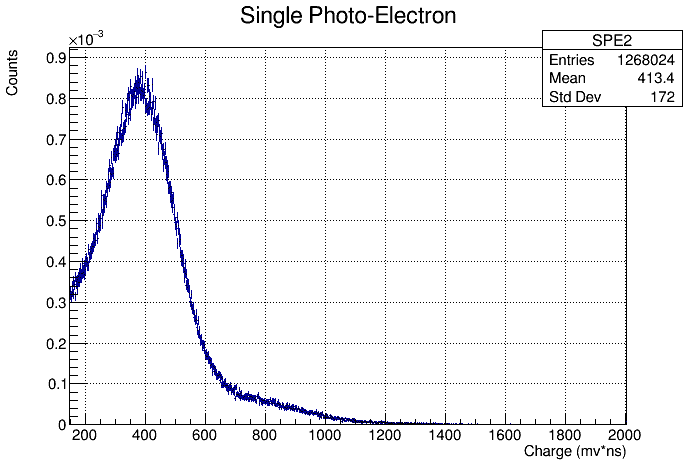 Single Photo-Electron
×10⁻³
SPE2
Entries 1268024
Mean 413.4
Std Dev 172
Counts
0.9
0.8
0.7
0.6
0.5
0.4
0.3
0.2
0.1
0
200 400 600 800 1000 1200 1400 1600 1800 2000
Charge (mv*ns)